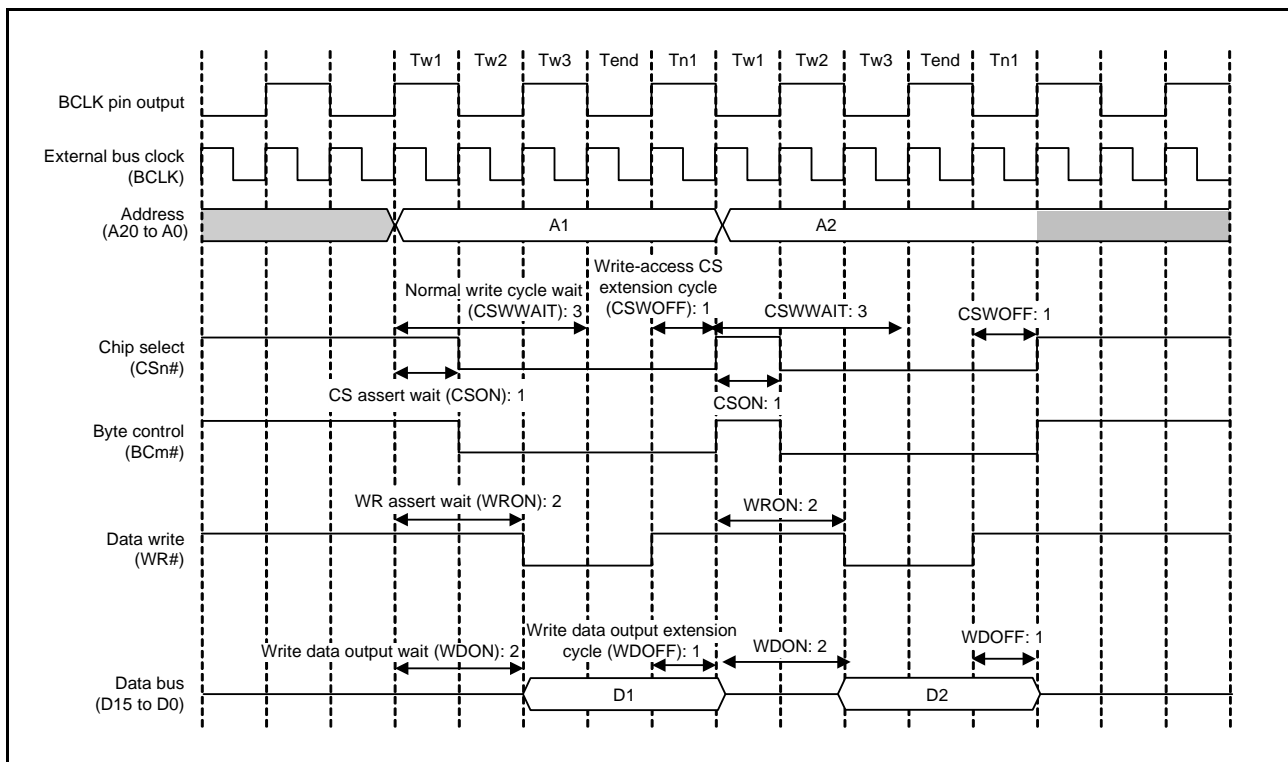 Tw1 Tw2 Tw3 Tend Tn1 Tw1 Tw2 Tw3 Tend Tn1
BCLK pin output
External bus clock
(BCLK)
Address
(A20 to A0)
A1
A2
Normal write cycle wait
(CSWWAIT): 3
Write-access CS
extension cycle
(CSWOFF): 1
CSWWAIT: 3
CSWOFF: 1
Chip select
(CSn#)
CS assert wait (CSON): 1
CSON: 1
Byte control
(BCm#)
WR assert wait (WRON): 2
WRON: 2
Data write
(WR#)
Write data output wait (WDON): 2
Write data output extension
cycle (WDOFF): 1
WDON: 2
WDOFF: 1
Data bus
(D15 to D0)
D1
D2